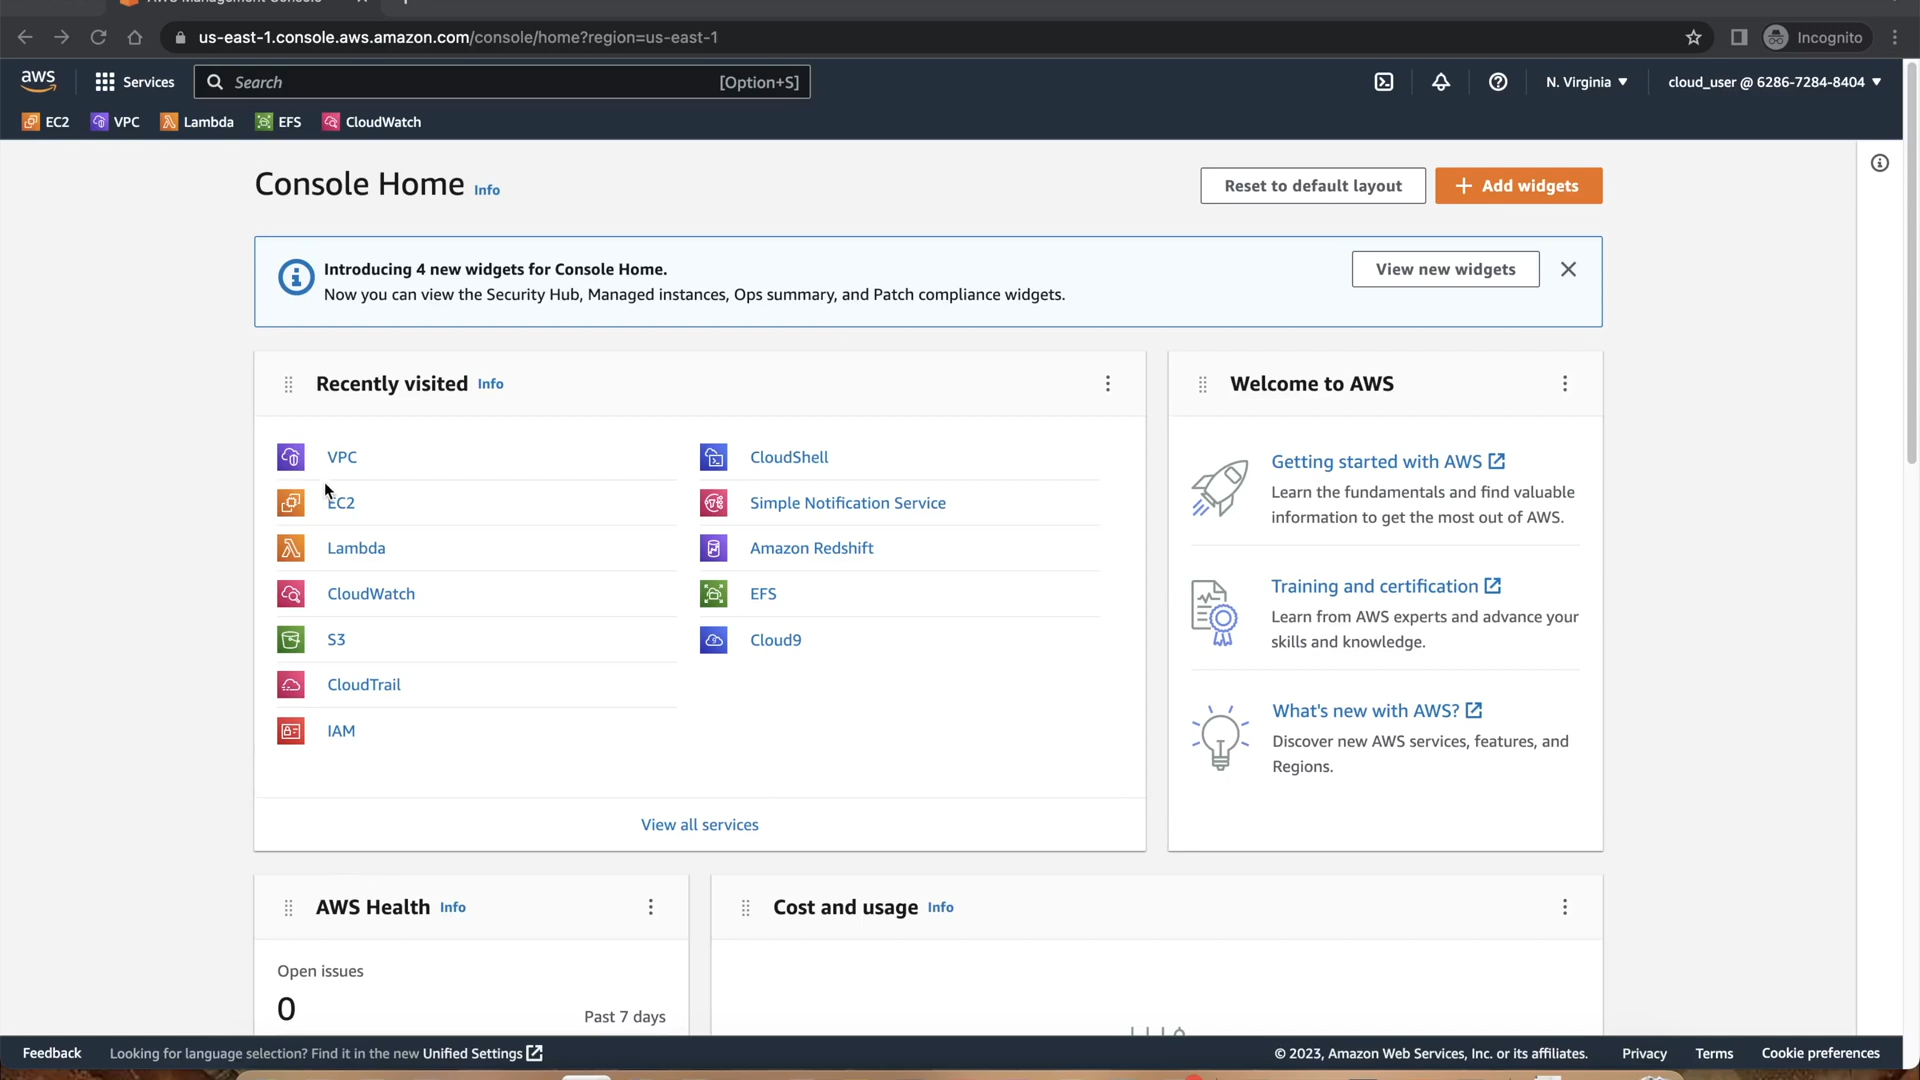 AWS Management Console
us-east-1.console.aws.amazon.com/console/home?region=us-east-1
Incognito
aws
Services
Search
[Option+S]
N. Virginia
cloud_user @ 6286-7284-8404
EC2
VPC
Lambda
EFS
CloudWatch
Console Home Info
Reset to default layout
Add widgets
Introducing 4 new widgets for Console Home.
Now you can view the Security Hub, Managed instances, Ops summary, and Patch compliance widgets.
View new widgets
Recently visited Info
VPC
EC2
Lambda
CloudWatch
S3
CloudTrail
IAM
CloudShell
Simple Notification Service
Amazon Redshift
EFS
Cloud9
View all services
Welcome to AWS
Getting started with AWS
Learn the fundamentals and find valuable
information to get the most out of AWS.
Training and certification
Learn from AWS experts and advance your
skills and knowledge.
What's new with AWS?
Discover new AWS services, features, and
Regions.
AWS Health Info
Open issues
0
Past 7 days
Cost and usage Info
Feedback
Looking for language selection? Find it in the new Unified Settings
© 2023, Amazon Web Services, Inc. or its affiliates.
Privacy
Terms
Cookie preferences